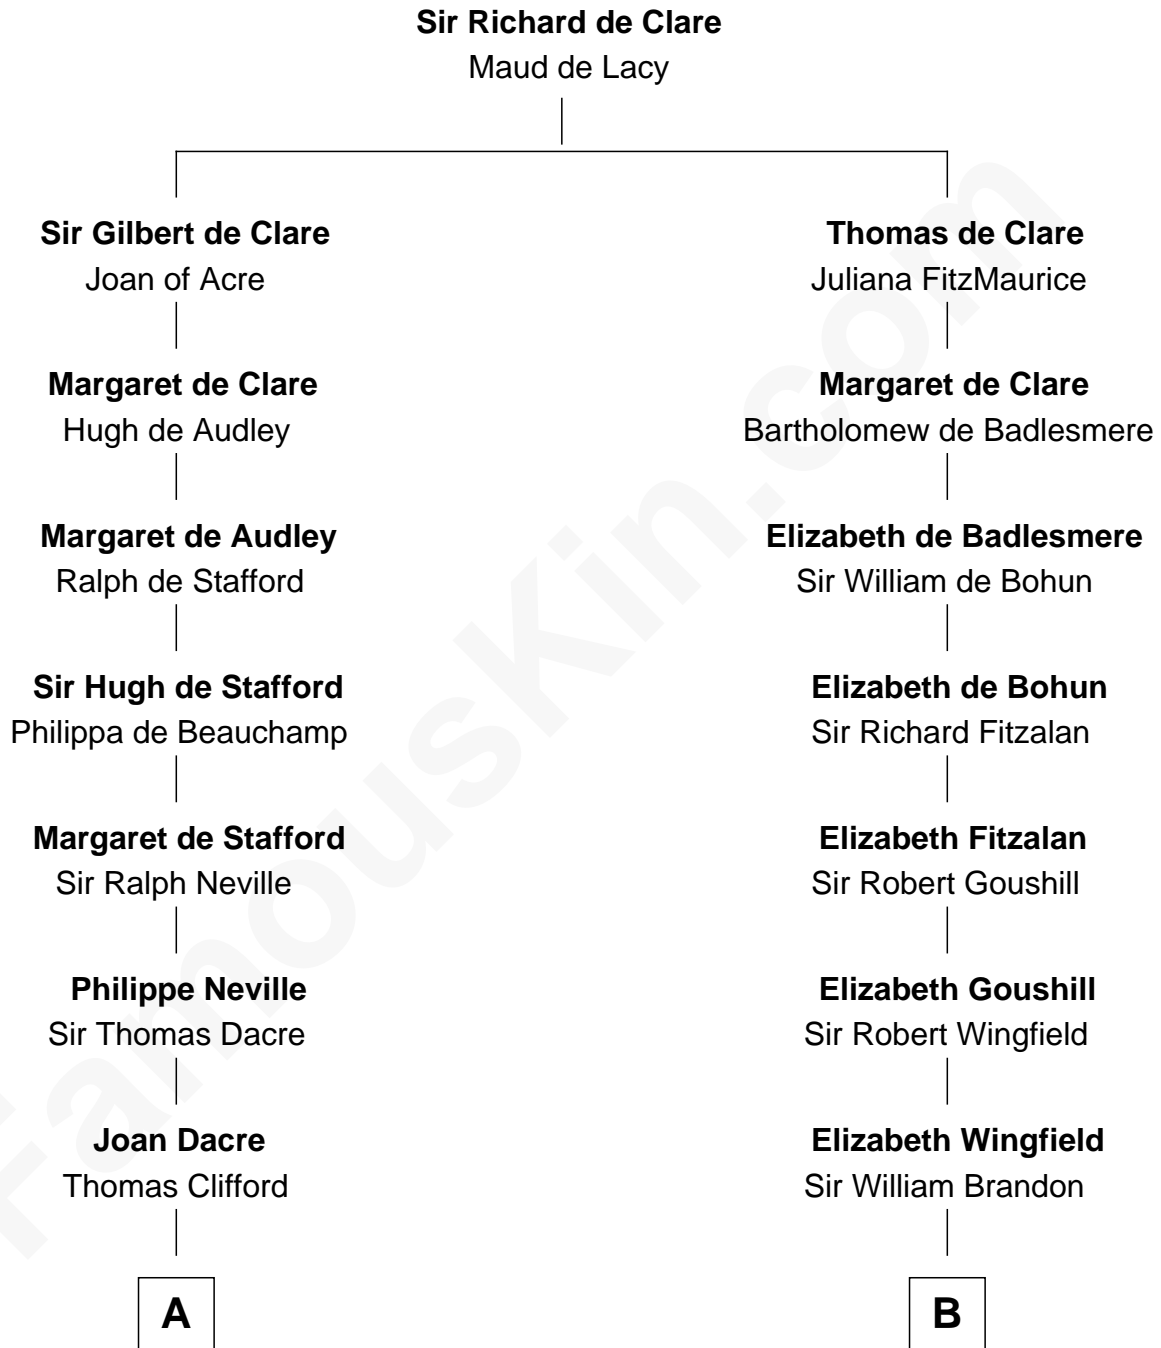 Sir Richard de Clare
Maud de Lacy
Sir Gilbert de Clare
Joan of Acre
Thomas de Clare
Juliana FitzMaurice
Margaret de Clare
Hugh de Audley
Margaret de Clare
Bartholomew de Badlesmere
Margaret de Audley
Ralph de Stafford
Elizabeth de Badlesmere
Sir William de Bohun
Sir Hugh de Stafford
Philippa de Beauchamp
Elizabeth de Bohun
Sir Richard Fitzalan
Margaret de Stafford
Sir Ralph Neville
Elizabeth Fitzalan
Sir Robert Goushill
Philippe Neville
Sir Thomas Dacre
Elizabeth Goushill
Sir Robert Wingfield
Joan Dacre
Thomas Clifford
Elizabeth Wingfield
Sir William Brandon
A
B
FamousKin.com